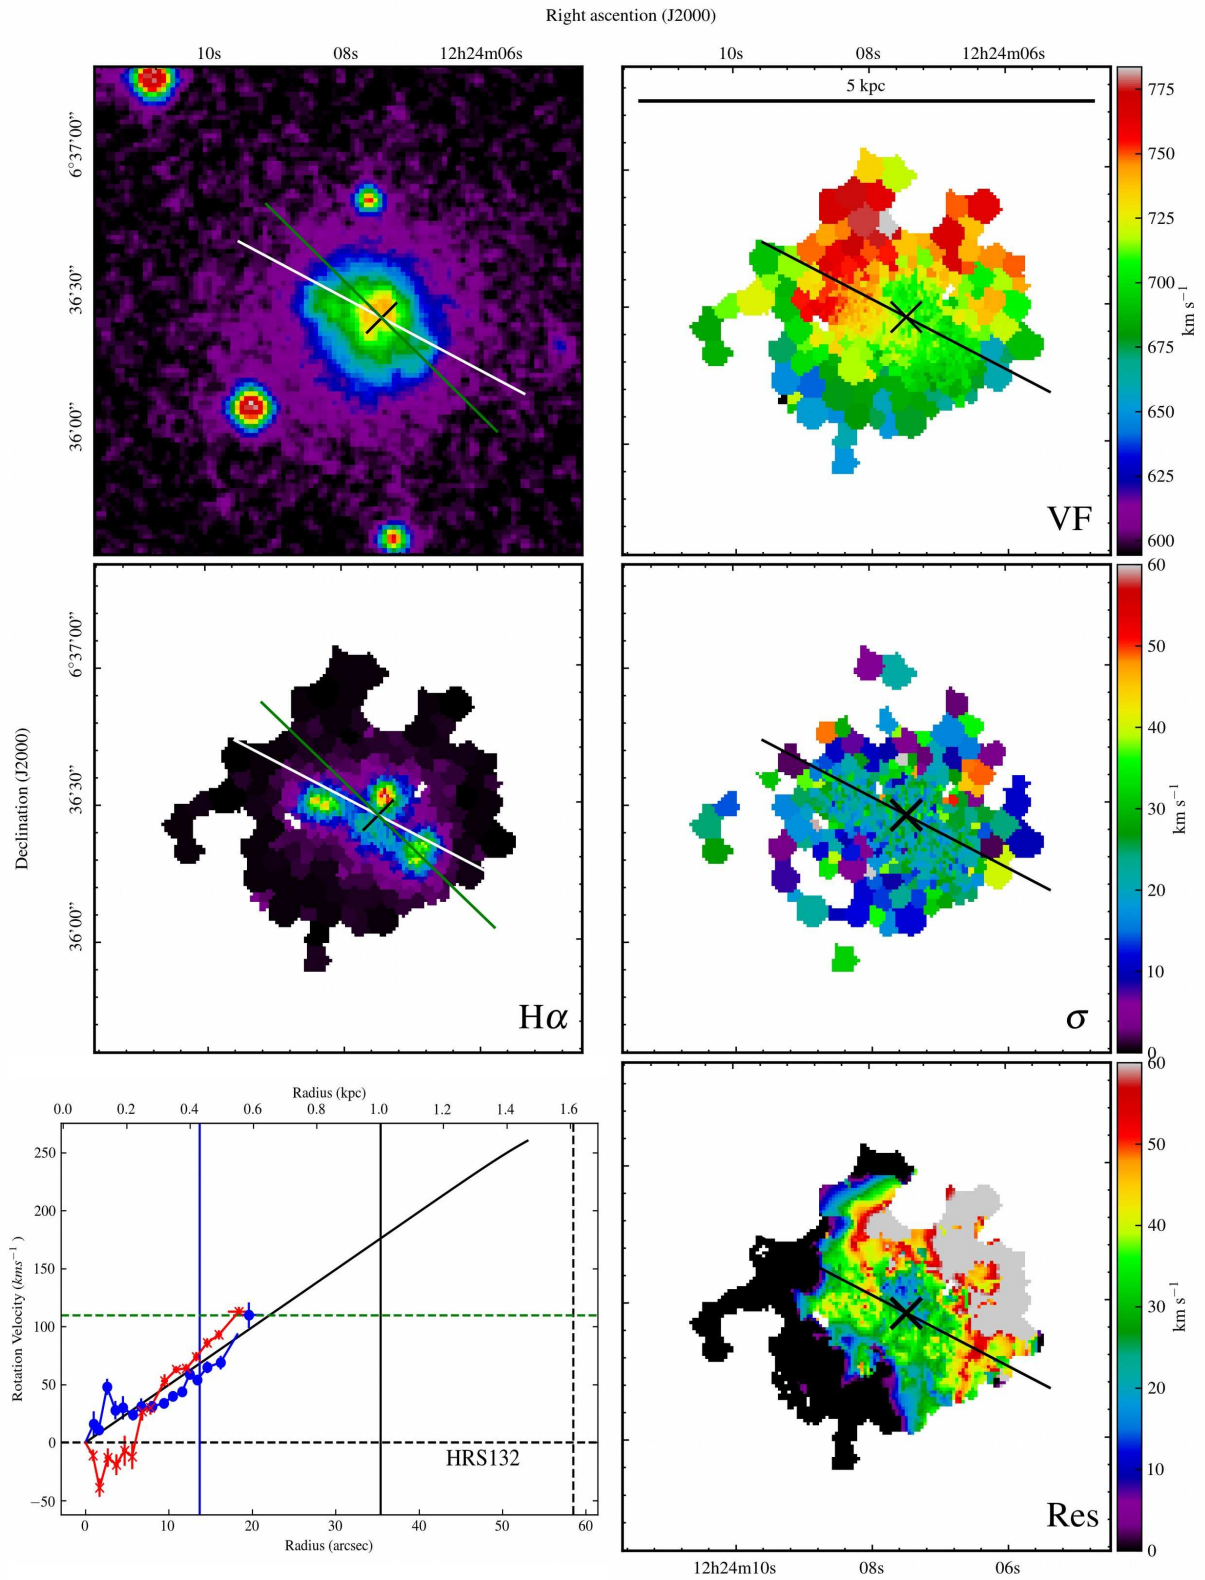 Right ascention (J2000)
10s 08s 12h24m06s
10s 08s 12h24m06s
5 kpc
6°37'00''
36'30''
36'00''
775
750
725
700
675
650
625
600
km s⁻¹
VF
Declination (J2000)
6°37'00''
36'30''
36'00''
Hα
60
50
40
30
20
10
0
km s⁻¹
σ
Radius (kpc)
0.0 0.2 0.4 0.6 0.8 1.0 1.2 1.4 1.6
Rotation Velocity (kms⁻¹ )
250
200
150
100
50
0
−50
HRS132
0 10 20 30 40 50 60
Radius (arcsec)
60
50
40
30
20
10
0
km s⁻¹
Res
12h24m10s 08s 06s